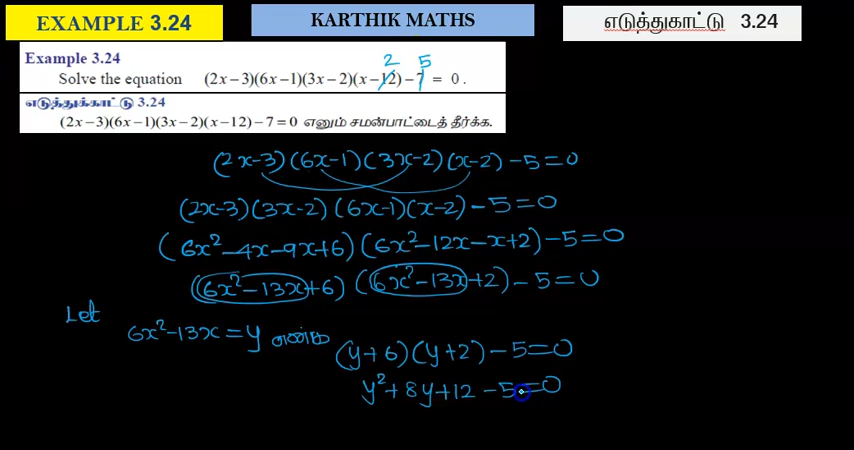 EXAMPLE 3.24
KARTHIK MATHS
எடுத்துகாட்டு 3.24
Example 3.24
2 5
Solve the equation (2x−3)(6x−1)(3x−2)(x−12)−7 = 0.
எடுத்துக்காட்டு 3.24
(2x−3)(6x−1)(3x−2)(x−12)−7=0 எனும் சமன்பாட்டைத் தீர்க்க.
(2x-3)(6x-1)(3x-2)(x-2)-5=0
(2x-3)(3x-2)(6x-1)(x-2)-5=0
(6x²-4x-9x+6)(6x²-12x-x+2)-5=0
(6x²-13x+6)(6x²-13x+2)-5=0
Let
6x²-13x=y என்க
(y+6)(y+2)-5=0
y²+8y+12-5=0